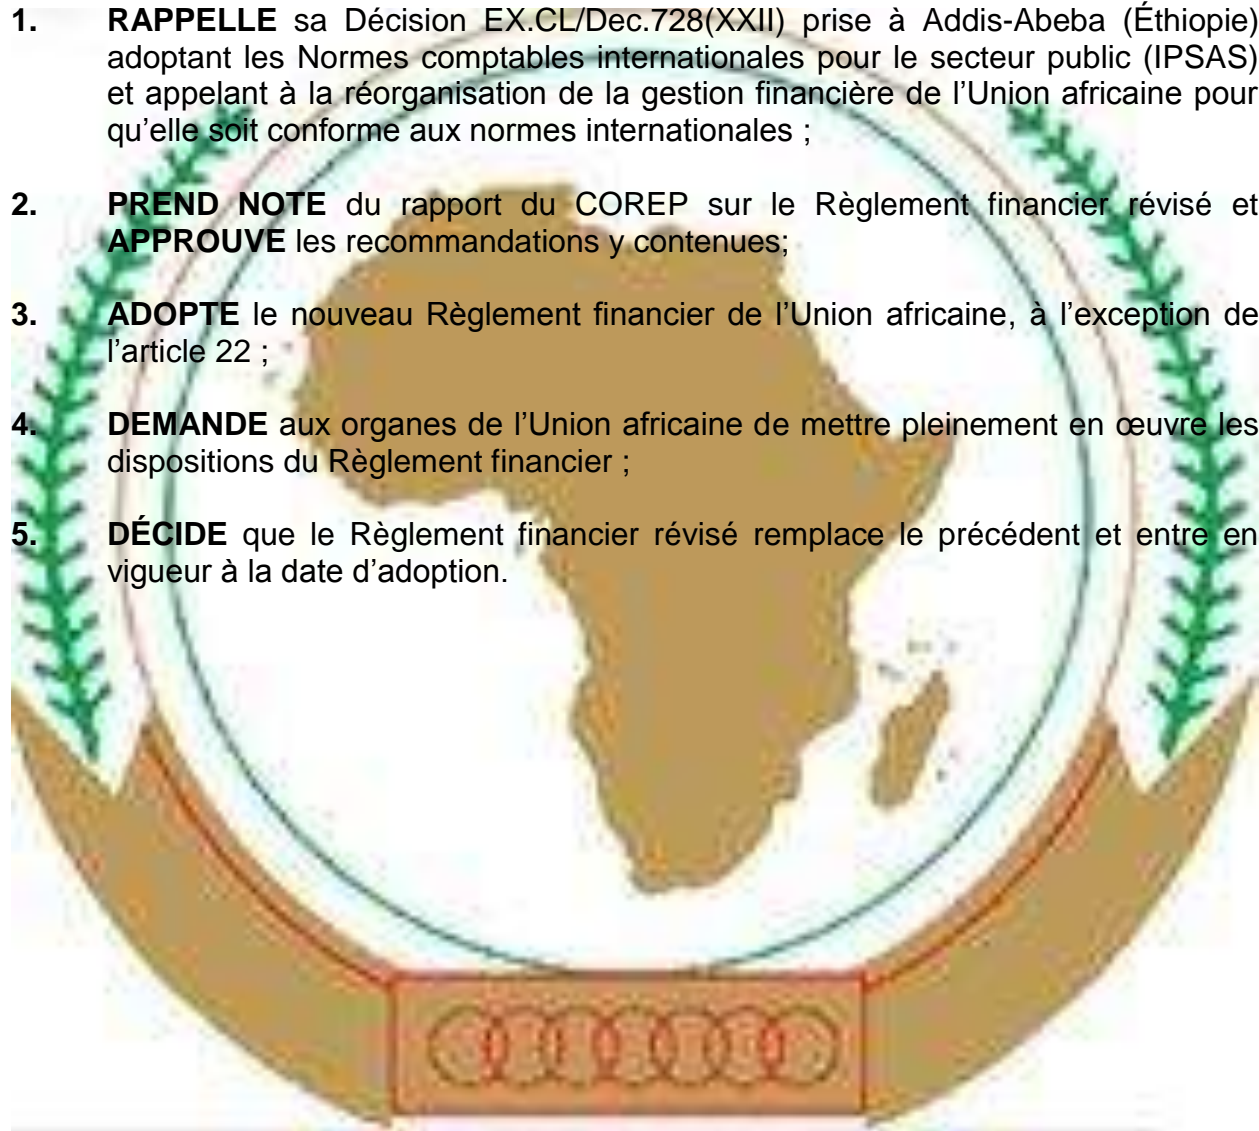 1. RAPPELLE sa Décision EX.CL/Dec.728(XXII) prise à Addis-Abeba (Éthiopie)
adoptant les Normes comptables internationales pour le secteur public (IPSAS)
et appelant à la réorganisation de la gestion financière de l’Union africaine pour
qu’elle soit conforme aux normes internationales ;
2. PREND NOTE du rapport du COREP sur le Règlement financier révisé et
APPROUVE les recommandations y contenues;
3. ADOPTE le nouveau Règlement financier de l’Union africaine, à l’exception de
l’article 22 ;
4. DEMANDE aux organes de l’Union africaine de mettre pleinement en œuvre les
dispositions du Règlement financier ;
5. DÉCIDE que le Règlement financier révisé remplace le précédent et entre en
vigueur à la date d’adoption.